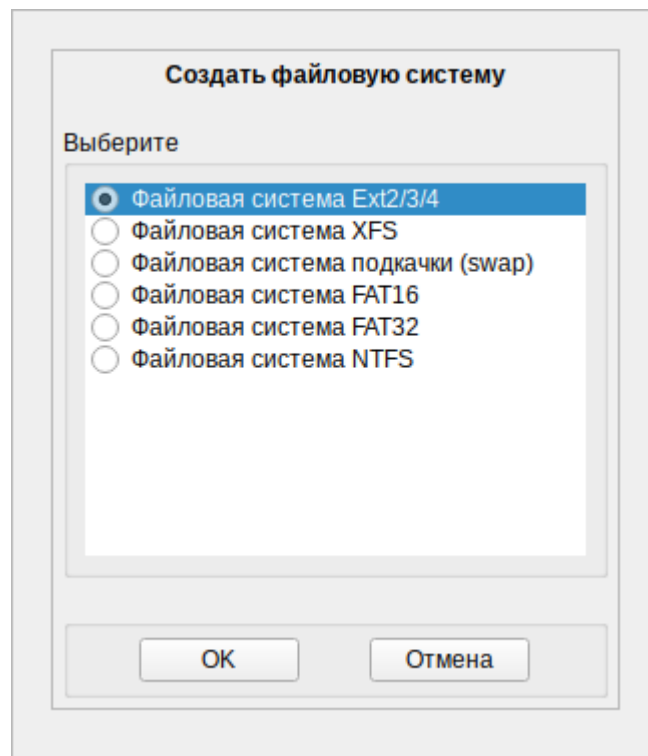 Создать файловую систему
Выберите
Файловая система Ext2/3/4
Файловая система XFS
Файловая система подкачки (swap)
Файловая система FAT16
Файловая система FAT32
Файловая система NTFS
OK
Отмена